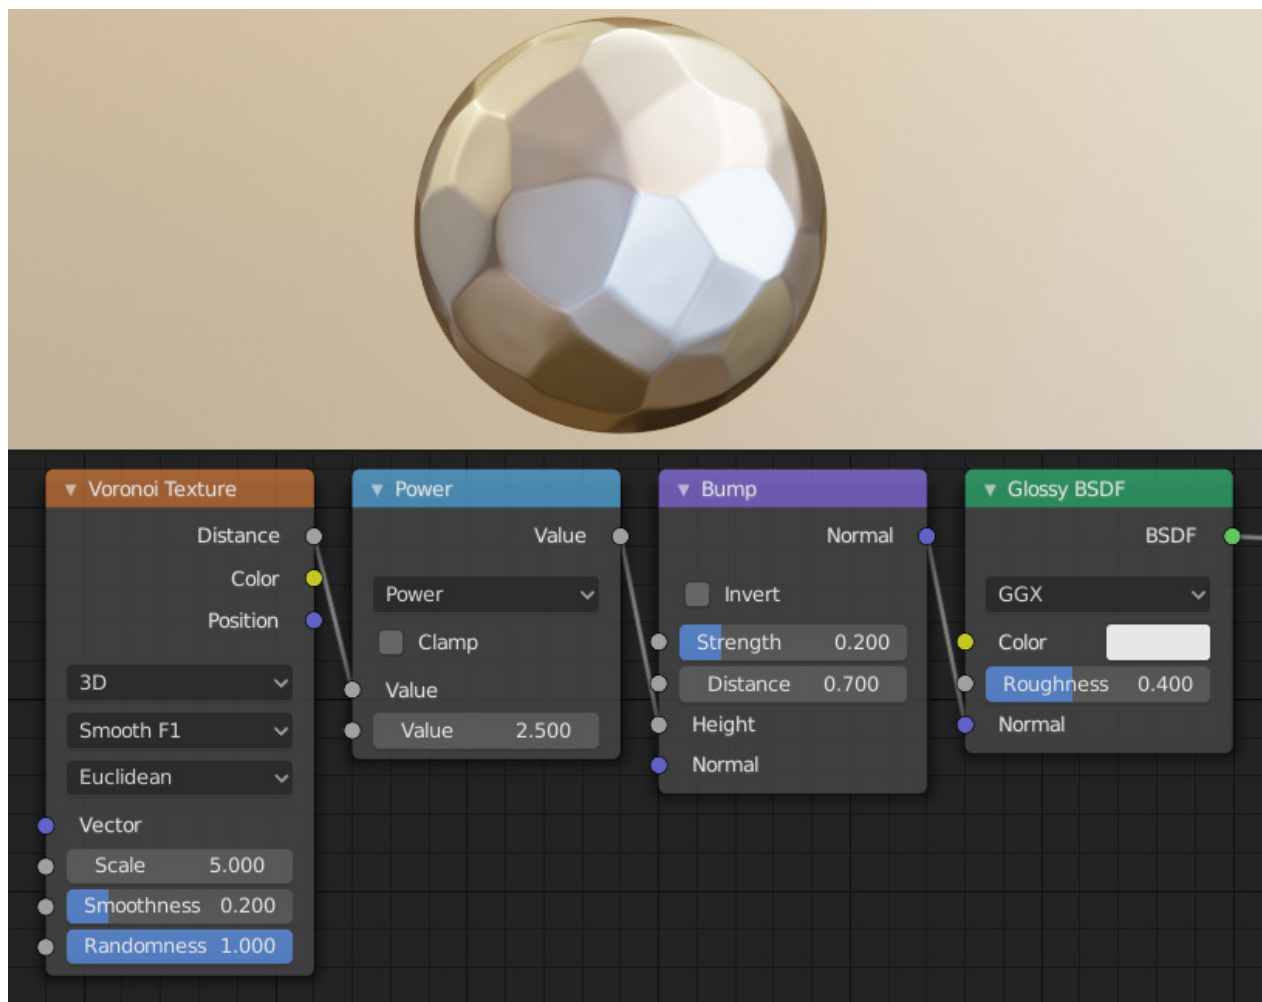 Voronoi Texture
Distance
Color
Position
3D
Smooth F1
Euclidean
Vector
Scale 5.000
Smoothness 0.200
Randomness 1.000
Power
Value
Power
Clamp
Value
Value 2.500
Bump
Normal
Invert
Strength 0.200
Distance 0.700
Height
Normal
Glossy BSDF
BSDF
GGX
Color
Roughness 0.400
Normal